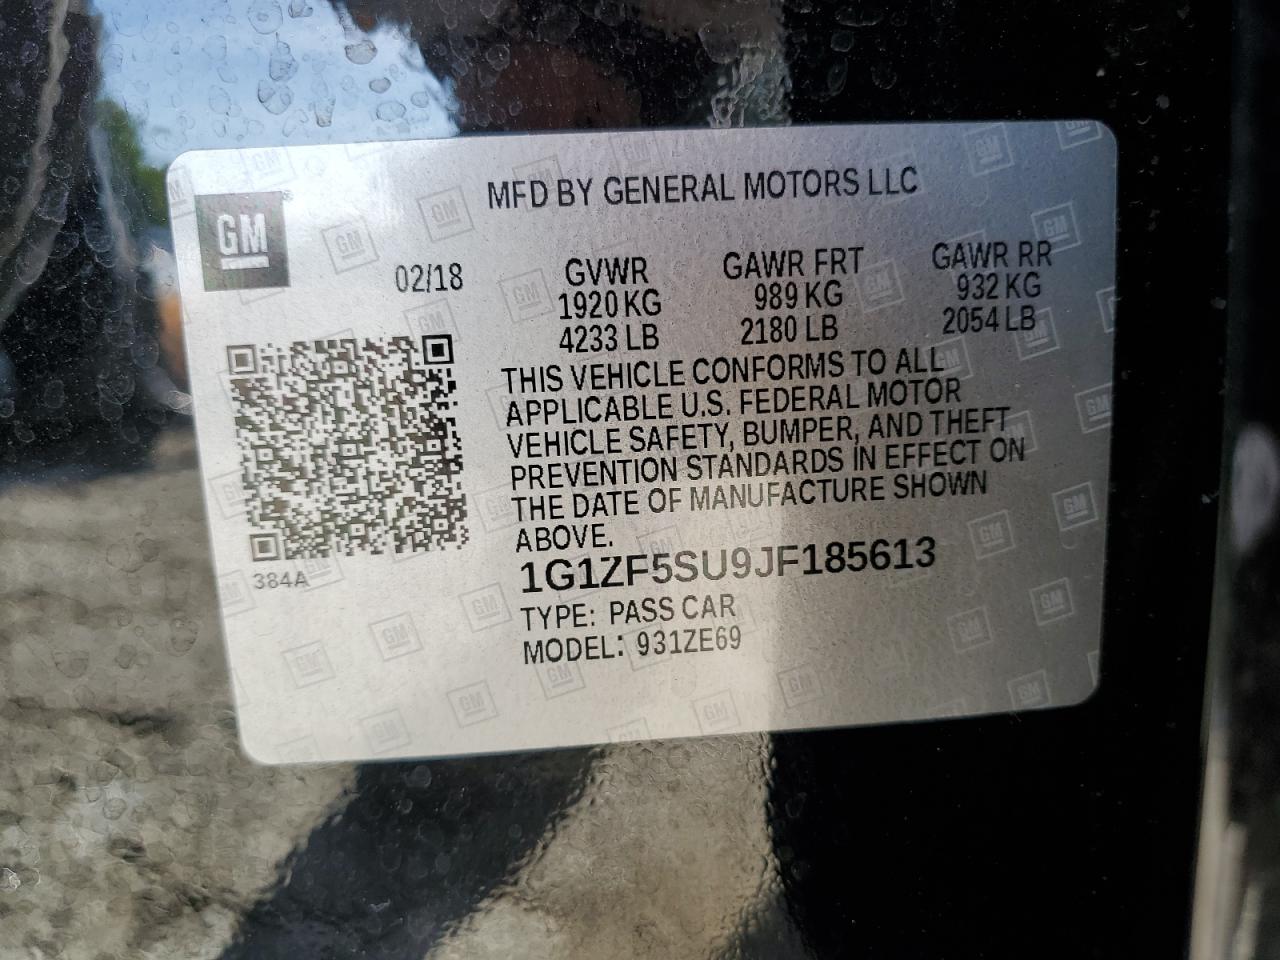 MFD BY GENERAL MOTORS LLC
GM
02/18
GVWR GAWR FRT GAWR RR
1920 KG 989 KG 932 KG
4233 LB 2180 LB 2054 LB
THIS VEHICLE CONFORMS TO ALL
APPLICABLE U.S. FEDERAL MOTOR
VEHICLE SAFETY, BUMPER, AND THEFT
PREVENTION STANDARDS IN EFFECT ON
THE DATE OF MANUFACTURE SHOWN
ABOVE.
384A
1G1ZF5SU9JF185613
TYPE: PASS CAR
MODEL: 931ZE69